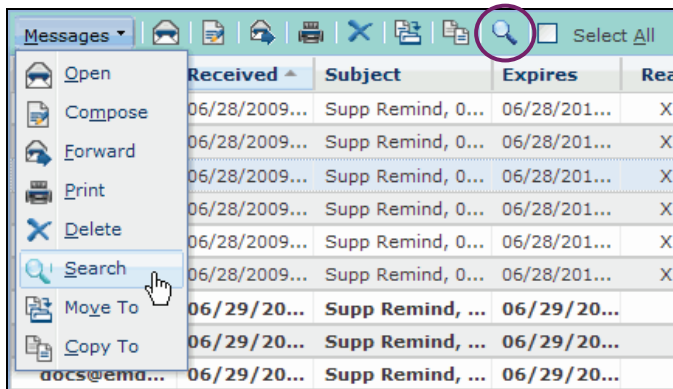 Messages Select All
Open Received Subject Expires Rea
Compose 06/28/2009... Supp Remind, 0... 06/28/201... X
Forward 06/28/2009... Supp Remind, 0... 06/28/201... X
Print 06/28/2009... Supp Remind, 0... 06/28/201... X
Delete 06/28/2009... Supp Remind, 0... 06/28/201... X
06/28/2009... Supp Remind, 0... 06/28/201... X
Search 06/28/2009... Supp Remind, 0... 06/28/201... X
Move To 06/29/20... Supp Remind, ... 06/29/20...
Copy To 06/29/20... Supp Remind, ... 06/29/20...
docs@emd... 06/29/20... Supp Remind, ... 06/29/20...